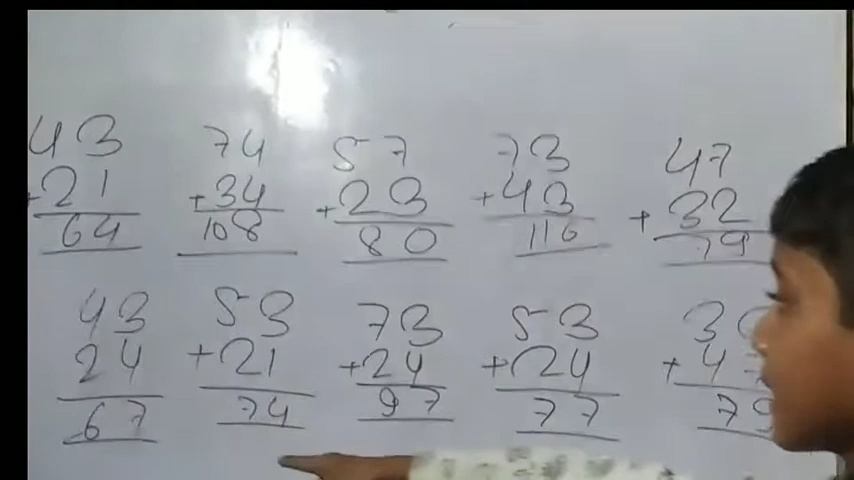 43 74 57 73 47
+21 +34 +23 +43 +32
64 108 80 116 79
43 53 73 53
24 +21 +24 +24
67 74 97 77